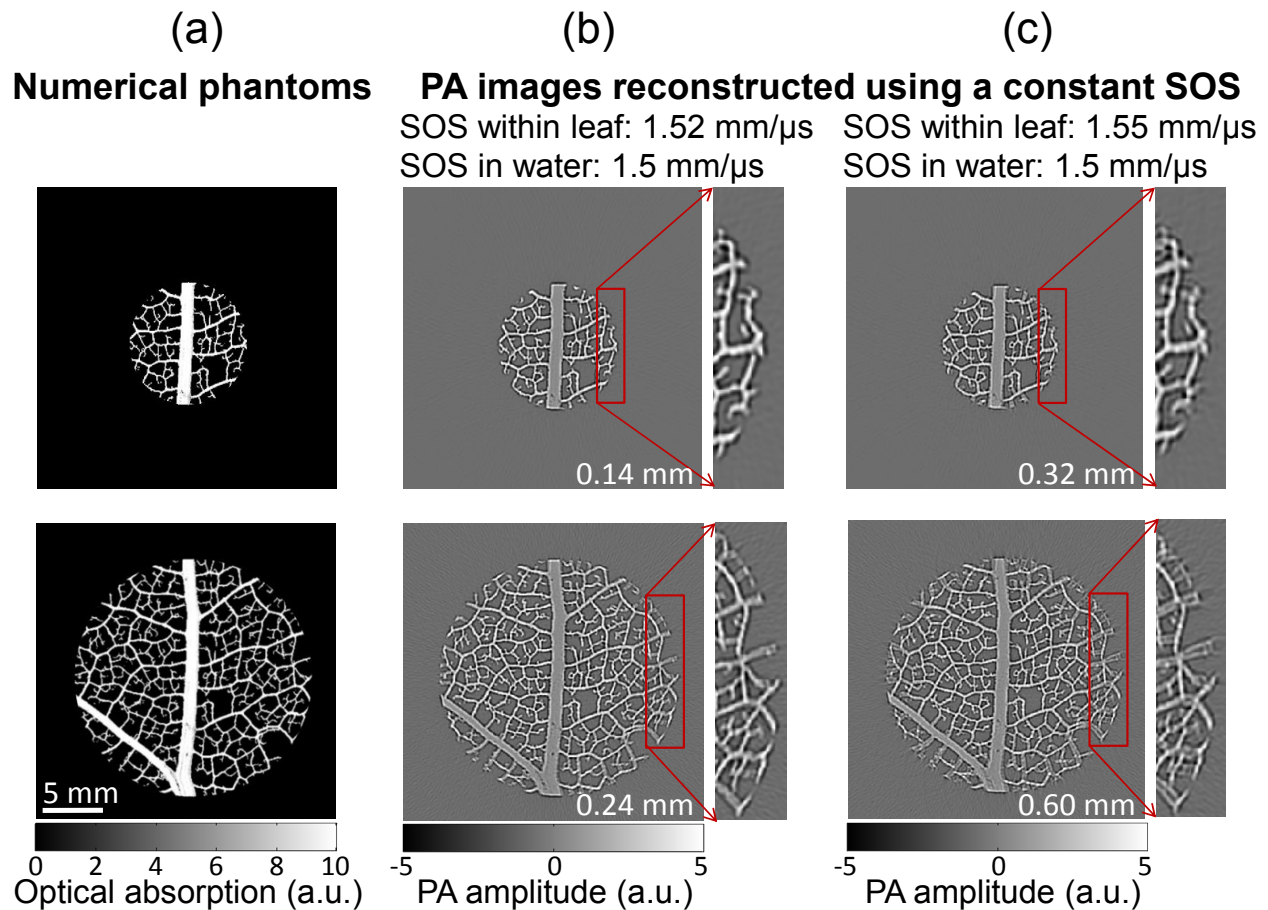 (a)
(b)
(c)
Numerical phantoms
PA images reconstructed using a constant SOS
SOS within leaf: 1.52 mm/µs
SOS in water: 1.5 mm/µs
SOS within leaf: 1.55 mm/µs
SOS in water: 1.5 mm/µs
0.14 mm
0.32 mm
5 mm
0.24 mm
0.60 mm
0 2 4 6 8 10
Optical absorption (a.u.)
-5 0 5
PA amplitude (a.u.)
-5 0 5
PA amplitude (a.u.)